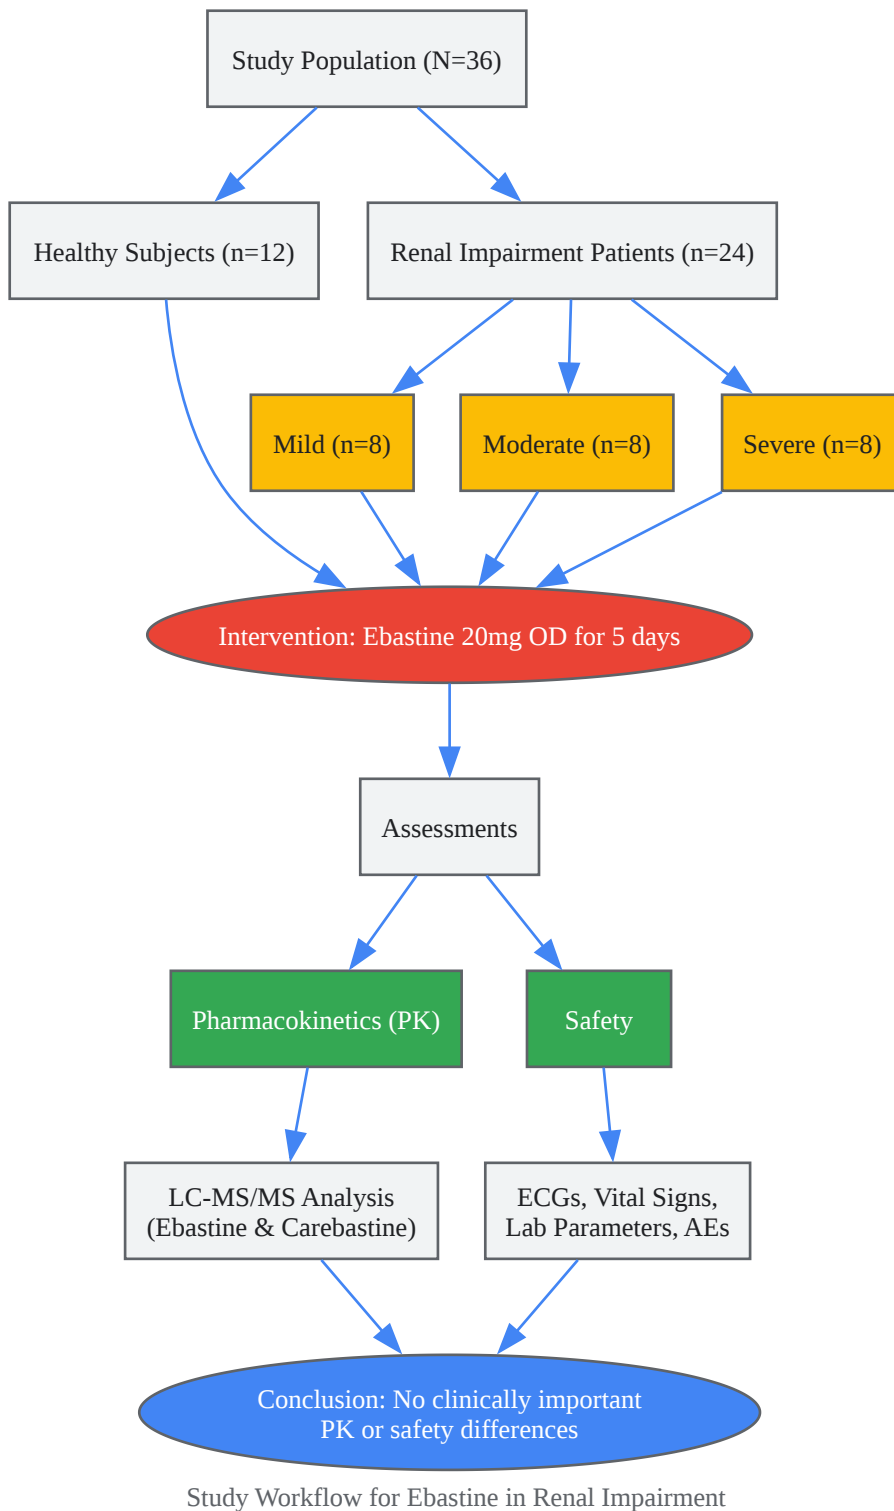 Study Population (N=36)
Healthy Subjects (n=12)
Renal Impairment Patients (n=24)
Mild (n=8)
Moderate (n=8)
Severe (n=8)
Intervention: Ebastine 20mg OD for 5 days
Assessments
Pharmacokinetics (PK)
Safety
LC-MS/MS Analysis
(Ebastine & Carebastine)
ECGs, Vital Signs,
Lab Parameters, AEs
Conclusion: No clinically important
PK or safety differences
Study Workflow for Ebastine in Renal Impairment